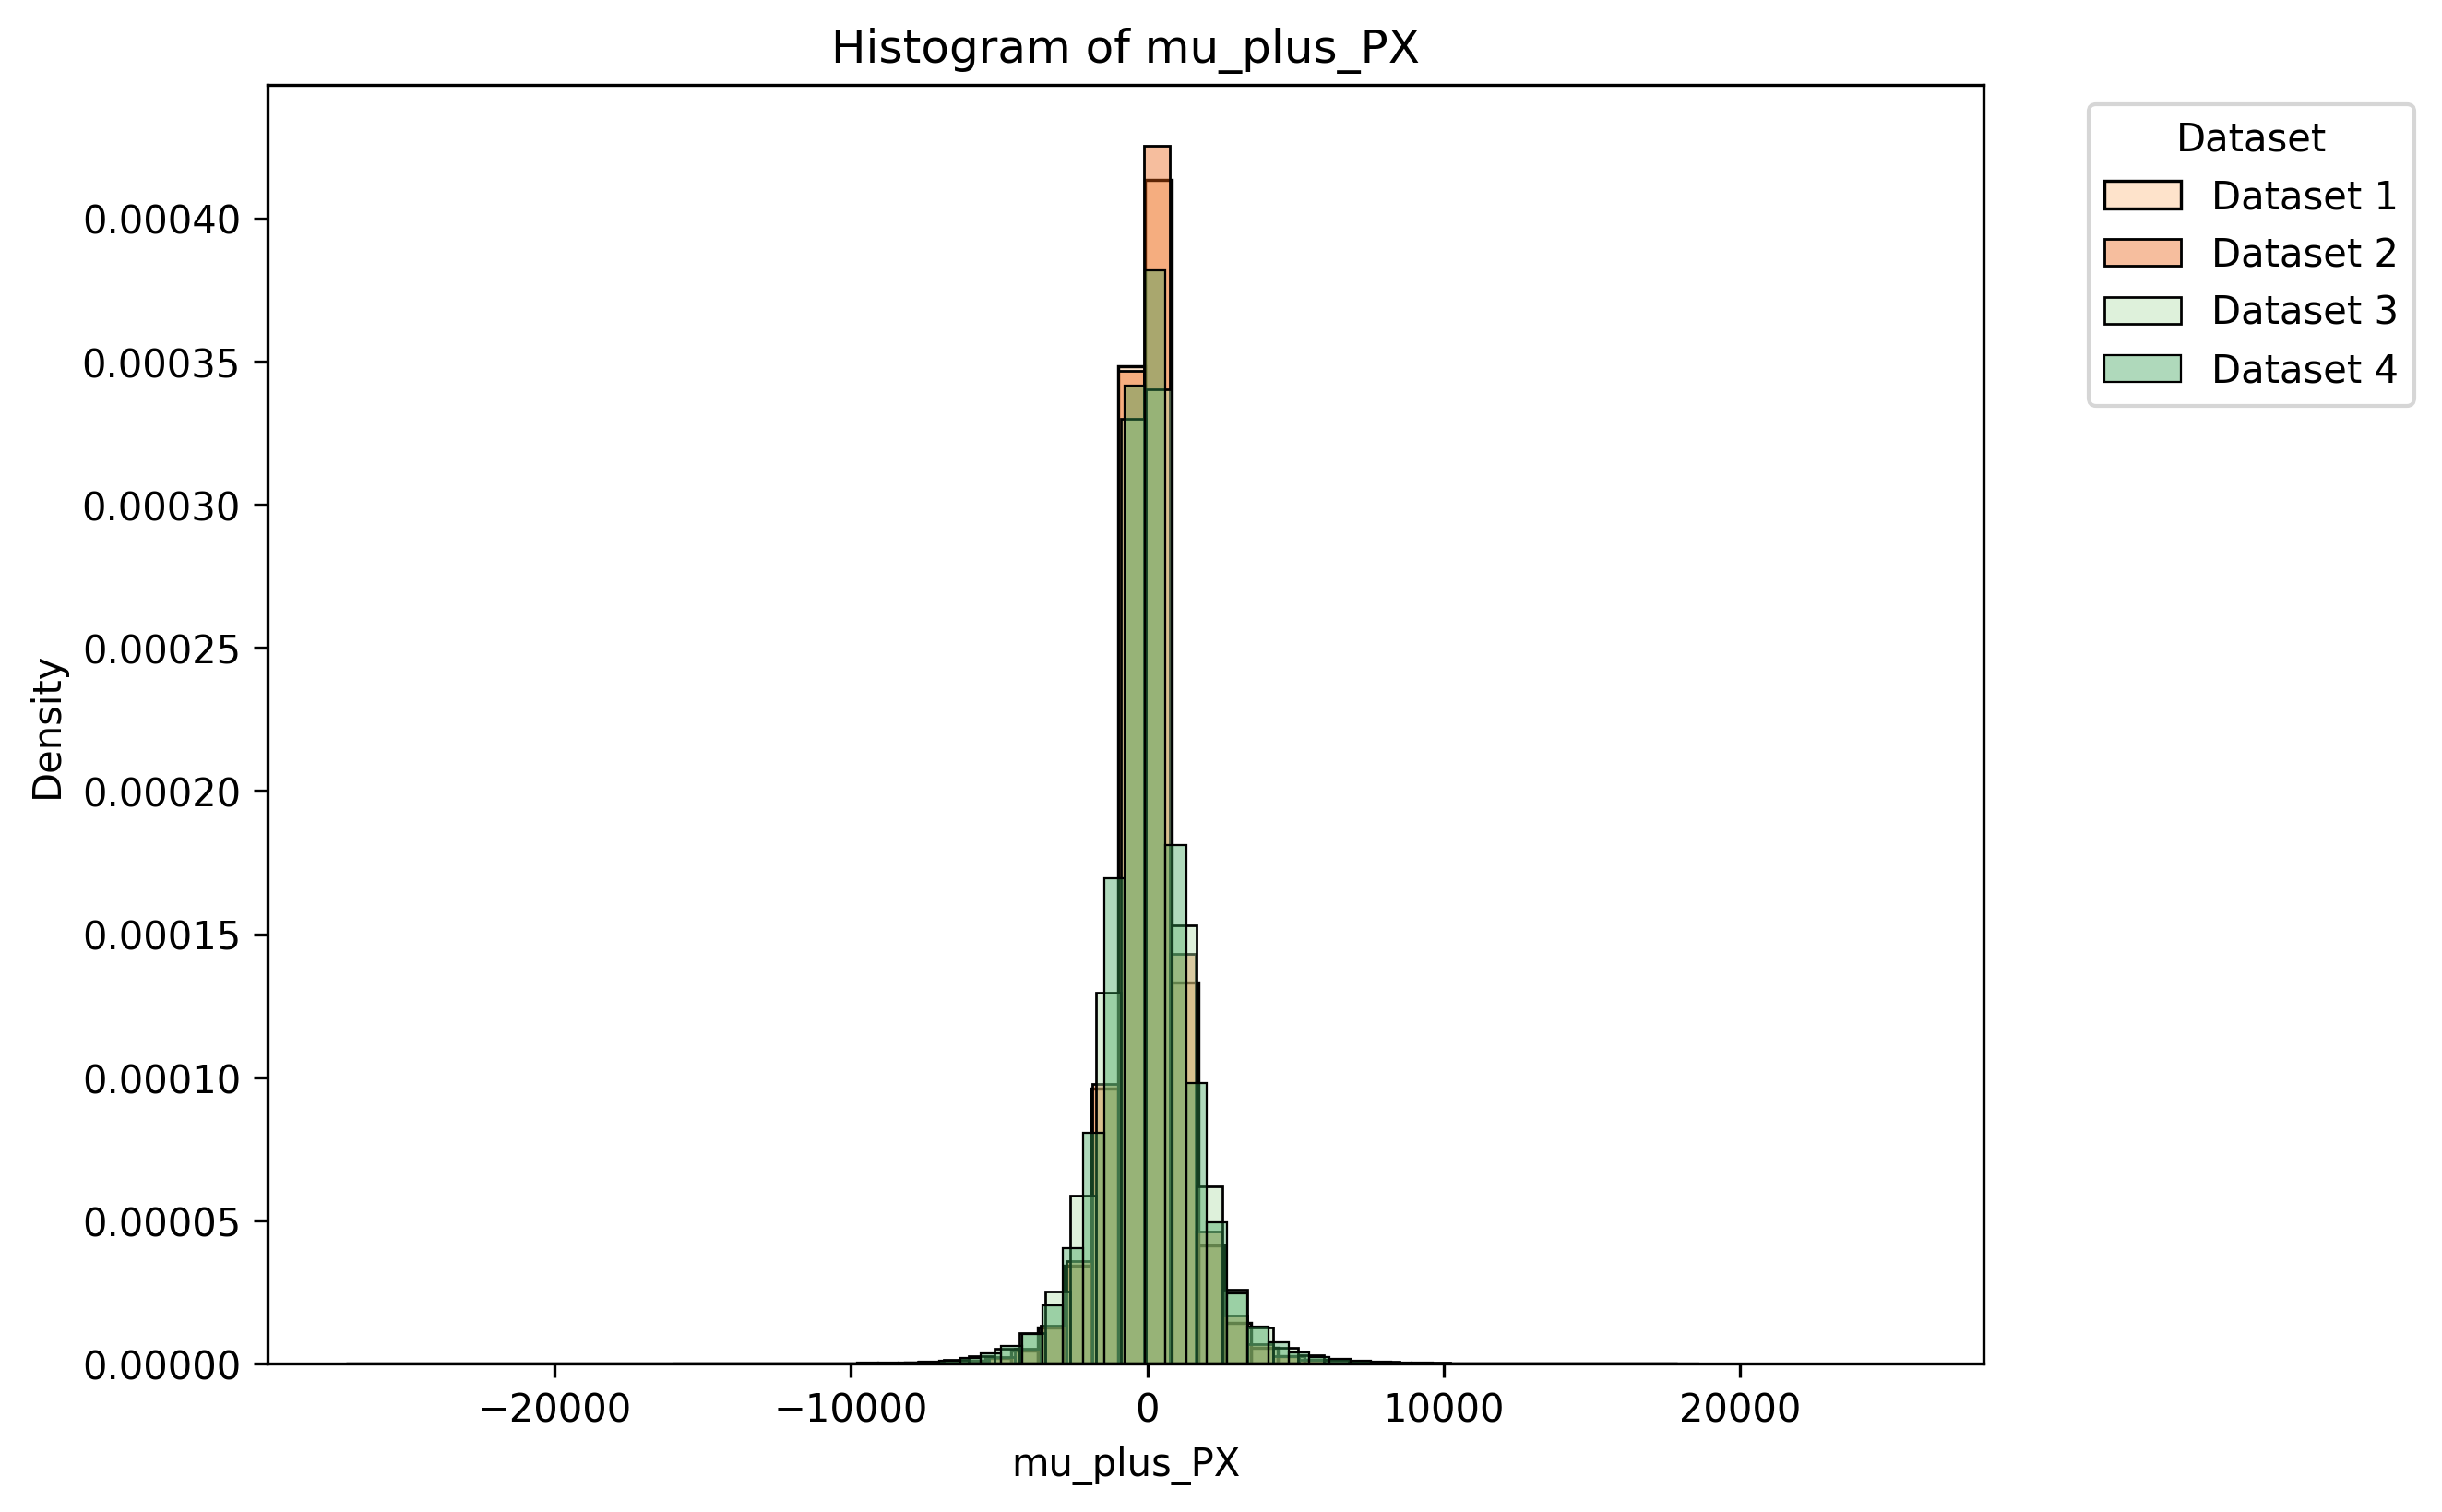 Histogram of mu_plus_PX
Dataset
Dataset 1
Dataset 2
Dataset 3
Dataset 4
Density
0.00040
0.00035
0.00030
0.00025
0.00020
0.00015
0.00010
0.00005
0.00000
−20000 −10000 0 10000 20000
mu_plus_PX